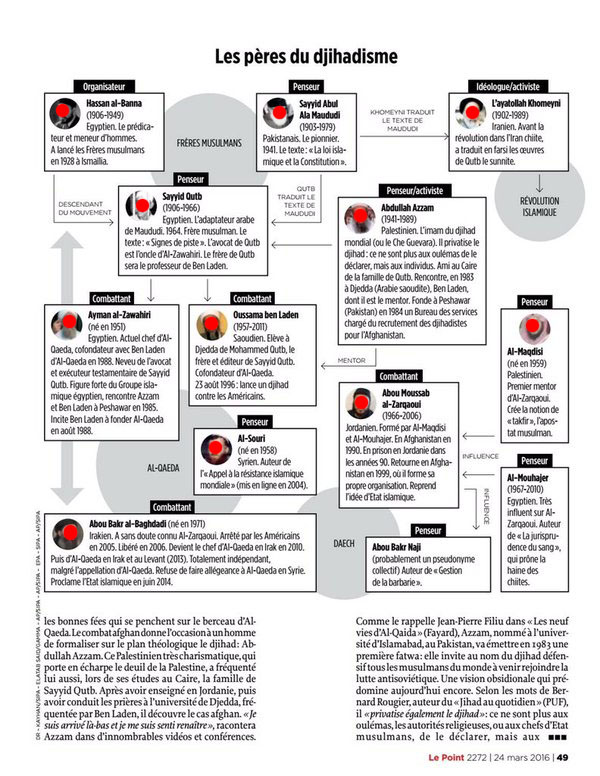 Les pères du djihadisme
Organisateur
Hassan al-Banna
(1906-1949)
Egyptien. Le prédica-
teur et meneur d'hommes.
A lancé les Frères musulmans
en 1928 à Ismaïlia.
FRÈRES MUSULMANS
Penseur
Sayyid Abul
Ala Maududi
(1903-1979)
Pakistanais. Le pionnier.
1941. Le texte : « La loi isla-
mique et la Constitution ».
KHOMEYNI TRADUIT
LE TEXTE DE
MAUDUDI
Idéologue/activiste
L'ayatollah Khomeyni
(1902-1989)
Iranien. Avant la
révolution dans l'Iran chiite,
a traduit en farsi les œuvres
de Qutb le sunnite.
RÉVOLUTION
ISLAMIQUE
DESCENDANT
DU MOUVEMENT
Penseur
Sayyid Qutb
(1906-1966)
Egyptien. L'adaptateur arabe
de Maududi. 1964. Frère musulman. Le
texte : « Signes de piste ». L'avocat de Qutb
est l'oncle d'Al-Zawahiri. Le frère de Qutb
sera le professeur de Ben Laden.
QUTB
TRADUIT LE
TEXTE DE
MAUDUDI
Penseur/activiste
Abdullah Azzam
(1941-1989)
Palestinien. L'imam du djihad
mondial (ou le Che Guevara). Il privatise le
djihad : ce ne sont plus aux oulémas de le
déclarer, mais aux individus. Ami au Caire
de la famille de Qutb. Rencontre, en 1983
à Djedda (Arabie saoudite), Ben Laden,
dont il est le mentor. Fonde à Peshawar
(Pakistan) en 1984 un Bureau des services
chargé du recrutement des djihadistes
pour l'Afghanistan.
Combattant
Ayman al-Zawahiri
(né en 1951)
Egyptien. Actuel chef d'Al-
Qaeda, cofondateur avec Ben Laden
d'Al-Qaeda en 1988. Neveu de l'avocat
et exécuteur testamentaire de Sayyid
Qutb. Figure forte du Groupe isla-
mique égyptien, rencontre Azzam
et Ben Laden à Peshawar en 1985.
Incite Ben Laden à fonder Al-Qaeda
en août 1988.
Combattant
Oussama ben Laden
(1957-2011)
Saoudien. Elève à
Djedda de Mohammed Qutb, le
frère et éditeur de Sayyid Qutb.
Cofondateur d'Al-Qaeda.
23 août 1996 : lance un djihad
contre les Américains.
MENTOR
Penseur
Al-Maqdisi
(né en 1959)
Palestinien.
Premier mentor
d'Al-Zarqaoui.
Crée la notion de
« takfir », l'apos-
tat musulman.
Combattant
Abou Moussab
al-Zarqaoui
(1966-2006)
Jordanien. Formé par Al-Maqdisi
et Al-Mouhajer. En Afghanistan en
1990. En prison en Jordanie dans
les années 90. Retourne en Afgha-
nistan en 1999, où il forme sa
propre organisation. Reprend
l'idée d'Etat islamique.
INFLUENCE
Penseur
Al-Souri
(né en 1958)
Syrien. Auteur de
l'« Appel à la résistance islamique
mondiale » (mis en ligne en 2004).
AL-QAEDA
Penseur
Al-Mouhajer
(1967-2010)
Egyptien. Très
influent sur Al-
Zarqaoui. Auteur
de « La jurispru-
dence du sang »,
qui prône la
haine des
chiites.
INFLUENCE
Combattant
Abou Bakr al-Baghdadi (né en 1971)
Irakien. A sans doute connu Al-Zarqaoui. Arrêté par les Américains
en 2005. Libéré en 2006. Devient le chef d'Al-Qaeda en Irak en 2010.
Puis d'Al-Qaeda en Irak et au Levant (2013). Totalement indépendant,
malgré l'appellation d'Al-Qaeda. Refuse de faire allégeance à Al-Qaeda en Syrie.
Proclame l'Etat islamique en juin 2014.
DAECH
Penseur
Abou Bakr Naji
(probablement un pseudonyme
collectif) Auteur de « Gestion
de la barbarie ».
DR – KAYHAN/SIPA – ELATAB SAID/GAMMA – AP/SIPA – AP/SIPA – EPA – SIPA – AP/SIPA
les bonnes fées qui se penchent sur le berceau d'Al-
Qaeda. Le combat afghan donne l'occasion à un homme
de formaliser sur le plan théologique le djihad : Ab-
dullah Azzam. Ce Palestinien très charismatique, qui
porte en écharpe le deuil de la Palestine, a fréquenté
lui aussi, lors de ses études au Caire, la famille de
Sayyid Qutb. Après avoir enseigné en Jordanie, puis
avoir conduit les prières à l'université de Djedda, fré-
quentée par Ben Laden, il découvre le cas afghan. « Je
suis arrivé là-bas et je me suis senti renaître », racontera
Azzam dans d'innombrables vidéos et conférences.
Comme le rappelle Jean-Pierre Filiu dans « Les neuf
vies d'Al-Qaida » (Fayard), Azzam, nommé à l'univer-
sité d'Islamabad, au Pakistan, va émettre en 1983 une
première fatwa : elle invite au nom du djihad défen-
sif tous les musulmans du monde à venir rejoindre la
lutte antisoviétique. Une vision obsidionale qui pré-
domine aujourd'hui encore. Selon les mots de Ber-
nard Rougier, auteur du « Jihad au quotidien » (PUF),
il « privatise également le djihad » : ce ne sont plus aux
oulémas, les autorités religieuses, ou aux chefs d'Etat
musulmans, de le déclarer, mais aux
Le Point 2272 | 24 mars 2016 | 49